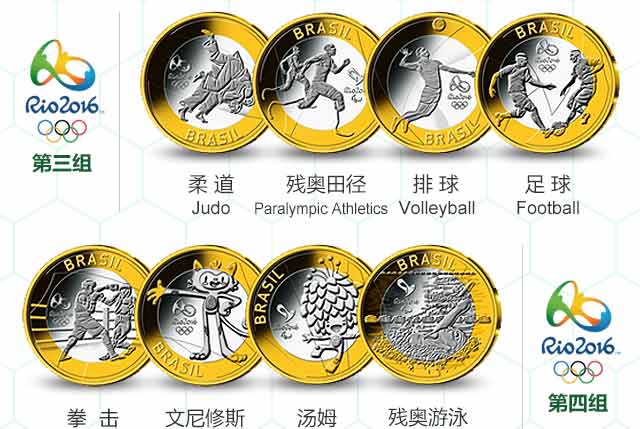 Rio2016
第三组
BRASIL
BRASIL
BRASIL
BRASIL
柔道
残奥田径
排球
足球
Judo
Paralympic Athletics
Volleyball
Football
BRASIL
BRASIL
BRASIL
BRASIL
Rio2016
第四组
拳击
文尼修斯
汤姆
残奥游泳